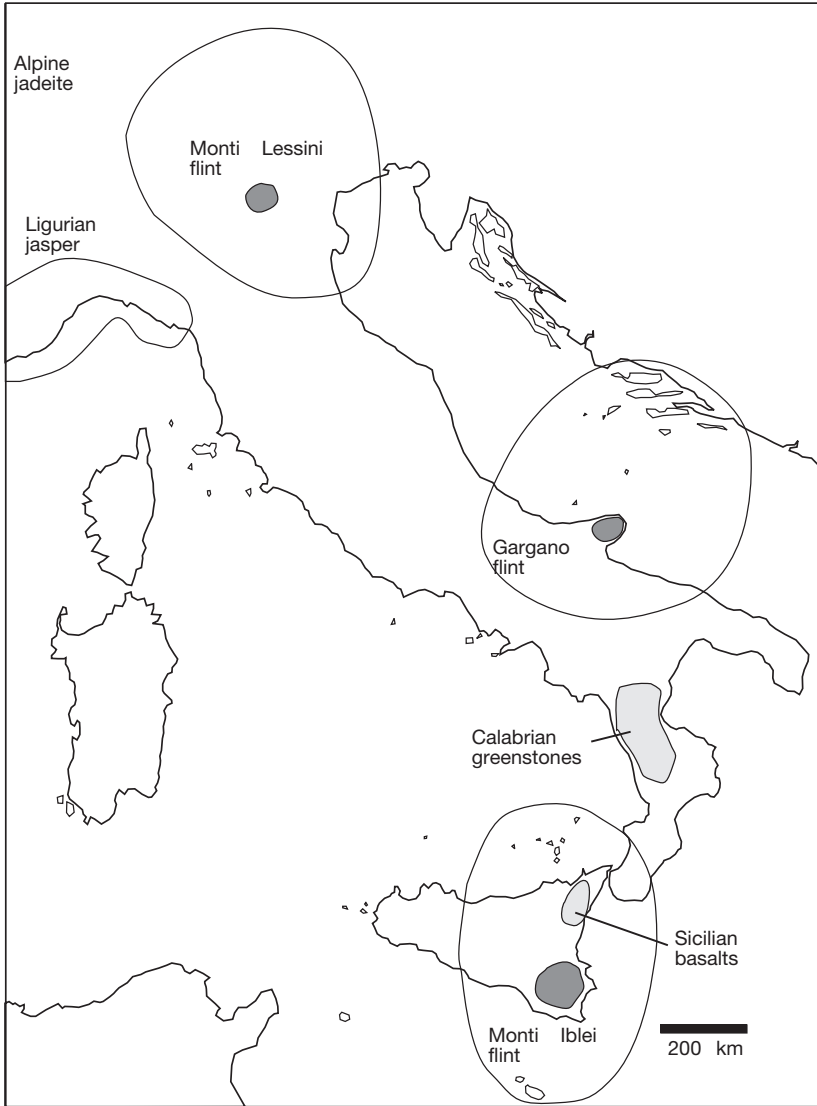 Alpine
jadeite
Monti Lessini
flint
Ligurian
jasper
Gargano
flint
Calabrian
greenstones
Sicilian
basalts
Monti Iblei
flint
200 km